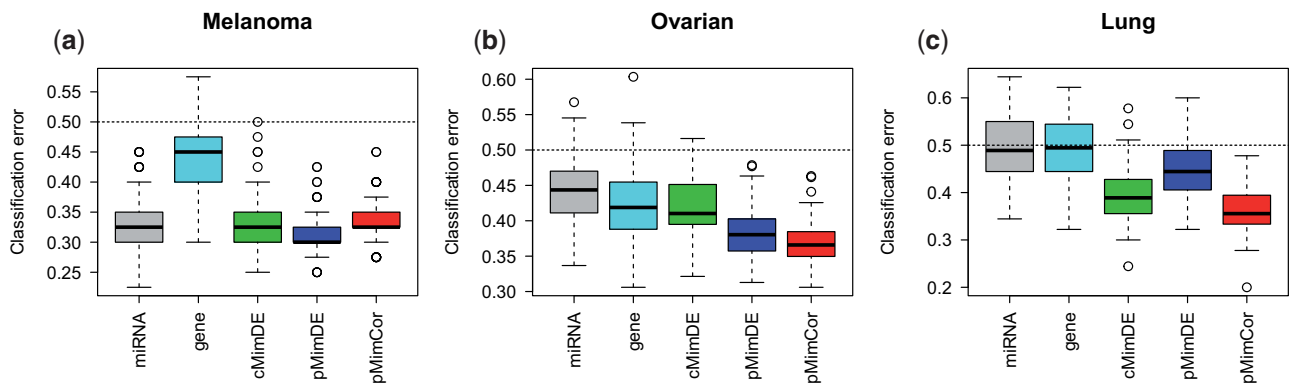 Melanoma
(a)
Classification error
0.55
0.50
0.45
0.40
0.35
0.30
0.25
miRNA
gene
cMimDE
pMimDE
pMimCor
Ovarian
(b)
Classification error
0.60
0.55
0.50
0.45
0.40
0.35
0.30
miRNA
gene
cMimDE
pMimDE
pMimCor
Lung
(c)
Classification error
0.6
0.5
0.4
0.3
0.2
miRNA
gene
cMimDE
pMimDE
pMimCor